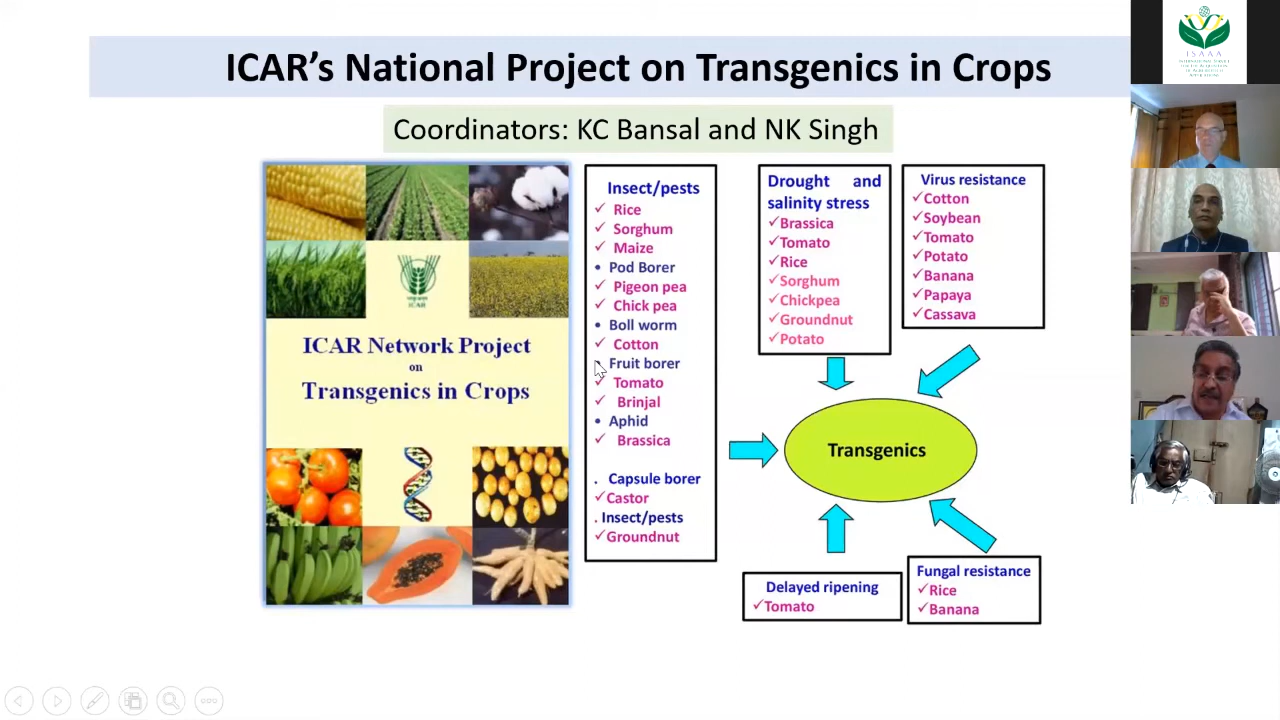 ICAR's National Project on Transgenics in Crops
Coordinators: KC Bansal and NK Singh
ICAR Network Project
on
Transgenics in Crops
Insect/pests
✓ Rice
✓ Sorghum
✓ Maize
• Pod Borer
✓ Pigeon pea
✓ Chick pea
• Boll worm
✓ Cotton
• Fruit borer
✓ Tomato
✓ Brinjal
• Aphid
✓ Brassica
. Capsule borer
✓Castor
. Insect/pests
✓Groundnut
Drought and
salinity stress
✓Brassica
✓Tomato
✓Rice
✓Sorghum
✓Chickpea
✓Groundnut
✓Potato
Virus resistance
✓Cotton
✓Soybean
✓Tomato
✓Potato
✓Banana
✓Papaya
✓Cassava
Transgenics
Delayed ripening
✓Tomato
Fungal resistance
✓Rice
✓Banana
ICAR
ISAAA